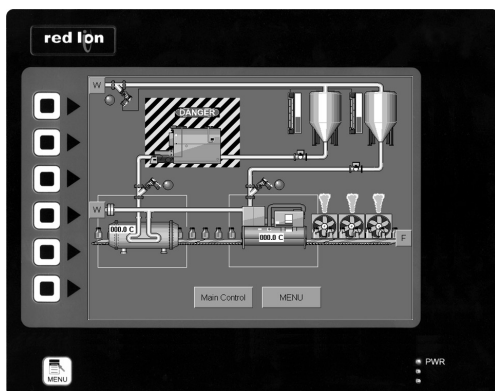 red lion
W
DANGER
W
000.0 C
000.0 C
F
Main Control
MENU
MENU
PWR